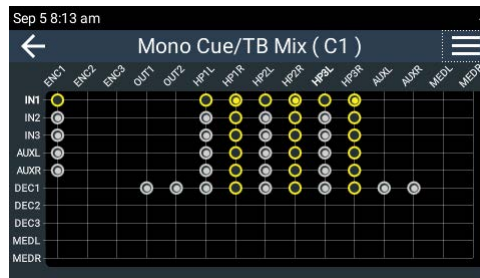 Sep 5 8:13 am
Mono Cue/TB Mix ( C1 )
ENC1 ENC2 ENC3 OUT1 OUT2 HP1L HP1R HP2L HP2R HP3L HP3R AUXL AUXR MEDL MEDR
IN1
IN2
IN3
AUXL
AUXR
DEC1
DEC2
DEC3
MEDL
MEDR